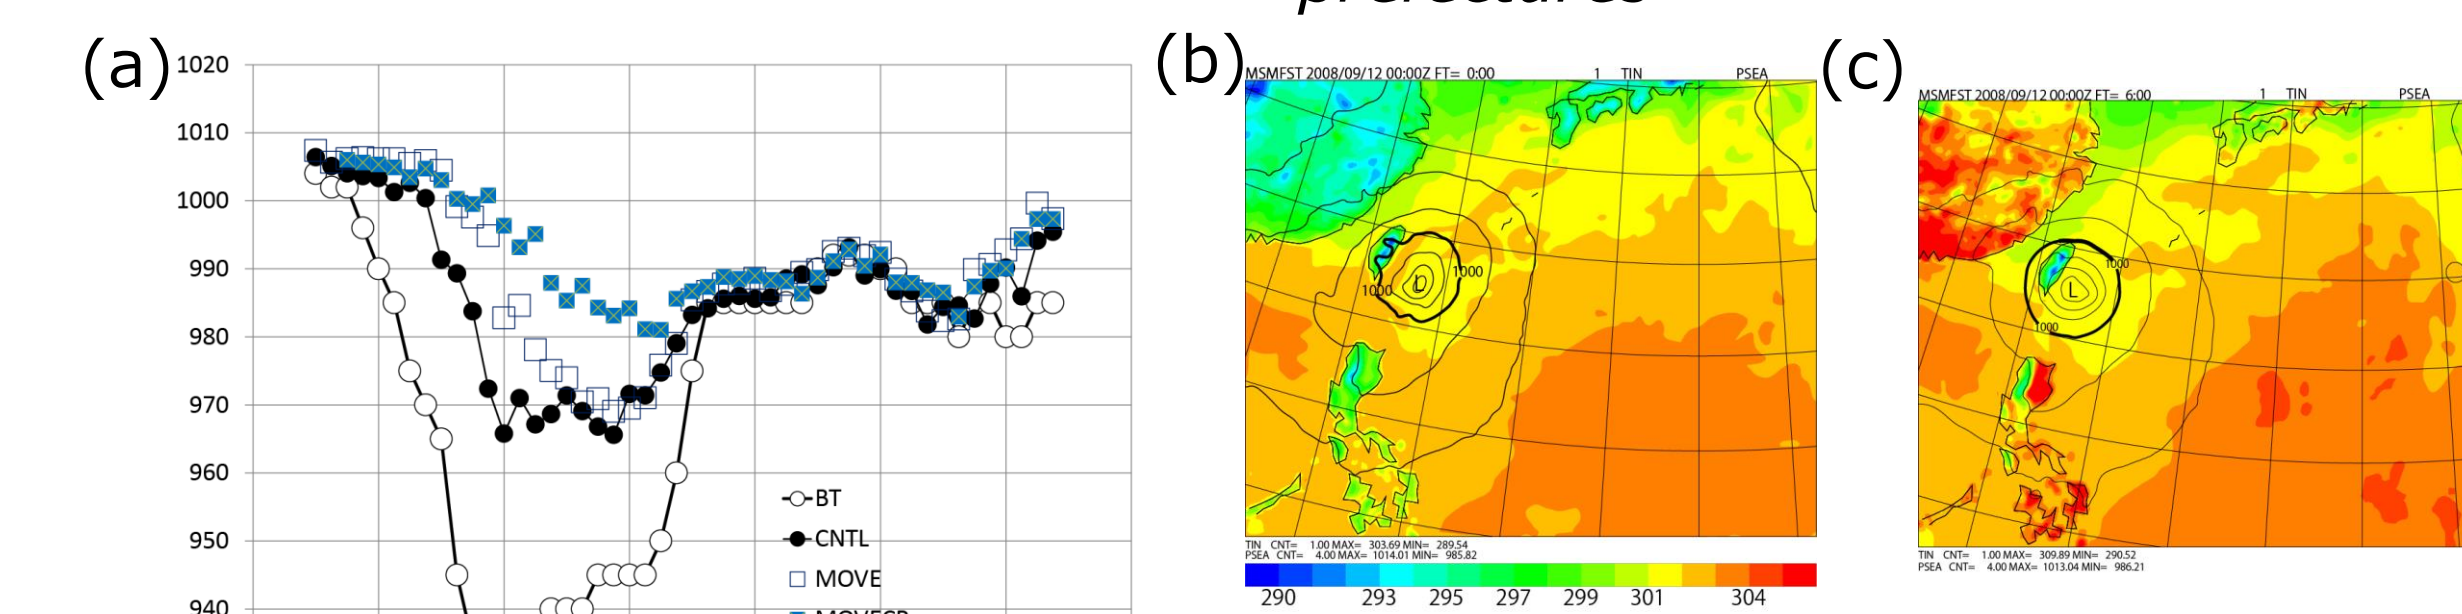 prefectures
(a)
1020
1010
1000
990
980
970
960
950
940
BT
CNTL
MOVE
(b)
MSMFST 2008/09/12 00:00Z FT= 0:00 1 TIN PSEA
1000
1000
L
TIN CNT= 1.00 MAX= 303.69 MIN= 289.54
PSEA CNT= 4.00 MAX= 1014.01 MIN= 985.82
290 293 295 297 299 301 304
(c)
MSMFST 2008/09/12 00:00Z FT= 6:00 1 TIN PSEA
1000
L
1000
TIN CNT= 1.00 MAX= 309.89 MIN= 290.52
PSEA CNT= 4.00 MAX= 1013.04 MIN= 986.21